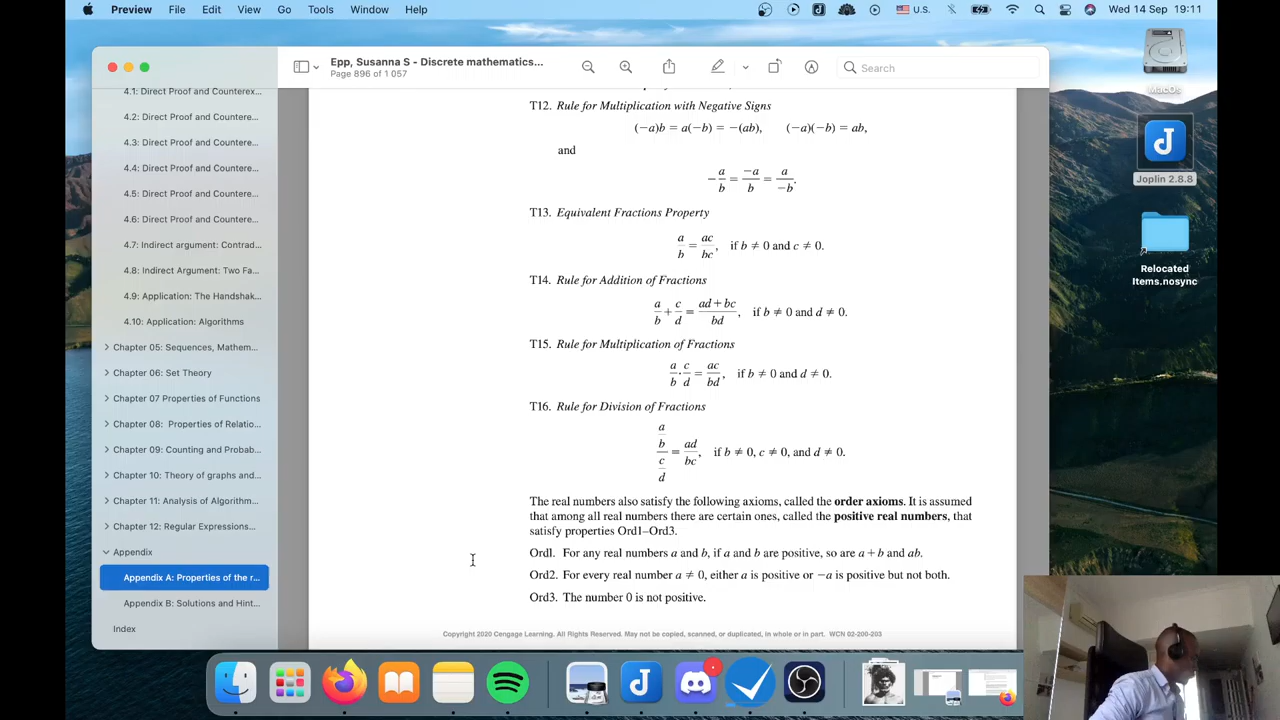 Preview File Edit View Go Tools Window Help
U.S. Wed 14 Sep 19:11
Epp, Susanna S - Discrete mathematics...
Page 896 of 1 057
Search
4.1: Direct Proof and Counterex...
4.2: Direct Proof and Countere...
4.3: Direct Proof and Countere...
4.4: Direct Proof and Countere...
4.5: Direct Proof and Countere...
4.6: Direct Proof and Countere...
4.7: Indirect argument: Contrad...
4.8: Indirect Argument: Two Fa...
4.9: Application: The Handshak...
4.10: Application: Algorithms
Chapter 05: Sequences, Mathem...
Chapter 06: Set Theory
Chapter 07 Properties of Functions
Chapter 08: Properties of Relatio...
Chapter 09: Counting and Probab...
Chapter 10: Theory of graphs and...
Chapter 11: Analysis of Algorithm...
Chapter 12: Regular Expressions...
Appendix
Appendix A: Properties of the r...
Appendix B: Solutions and Hint...
Index
T12. Rule for Multiplication with Negative Signs
(−a)b = a(−b) = −(ab), (−a)(−b) = ab,
and
−a/b = −a/b = a/−b.
T13. Equivalent Fractions Property
a/b = ac/bc, if b ≠ 0 and c ≠ 0.
T14. Rule for Addition of Fractions
a/b + c/d = ad + bc/bd, if b ≠ 0 and d ≠ 0.
T15. Rule for Multiplication of Fractions
a/b · c/d = ac/bd, if b ≠ 0 and d ≠ 0.
T16. Rule for Division of Fractions
a/b / c/d = ad/bc, if b ≠ 0, c ≠ 0, and d ≠ 0.
The real numbers also satisfy the following axioms, called the order axioms. It is assumed
that among all real numbers there are certain ones, called the positive real numbers, that
satisfy properties Ord1–Ord3.
Ord1. For any real numbers a and b, if a and b are positive, so are a + b and ab.
Ord2. For every real number a ≠ 0, either a is positive or −a is positive but not both.
Ord3. The number 0 is not positive.
Copyright 2020 Cengage Learning. All Rights Reserved. May not be copied, scanned, or duplicated, in whole or in part. WCN 02-200-203
MacOs
Joplin 2.8.8
Relocated
Items.nosync